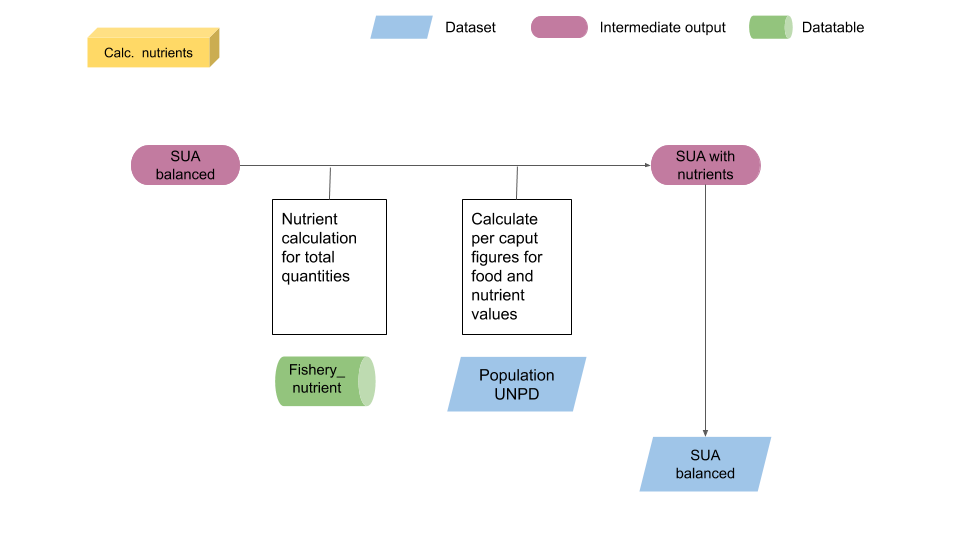 Dataset
Intermediate output
Datatable
Calc. nutrients
SUA
balanced
SUA with
nutrients
Nutrient
calculation
for total
quantities
Calculate
per caput
figures for
food and
nutrient
values
Fishery_
nutrient
Population
UNPD
SUA
balanced